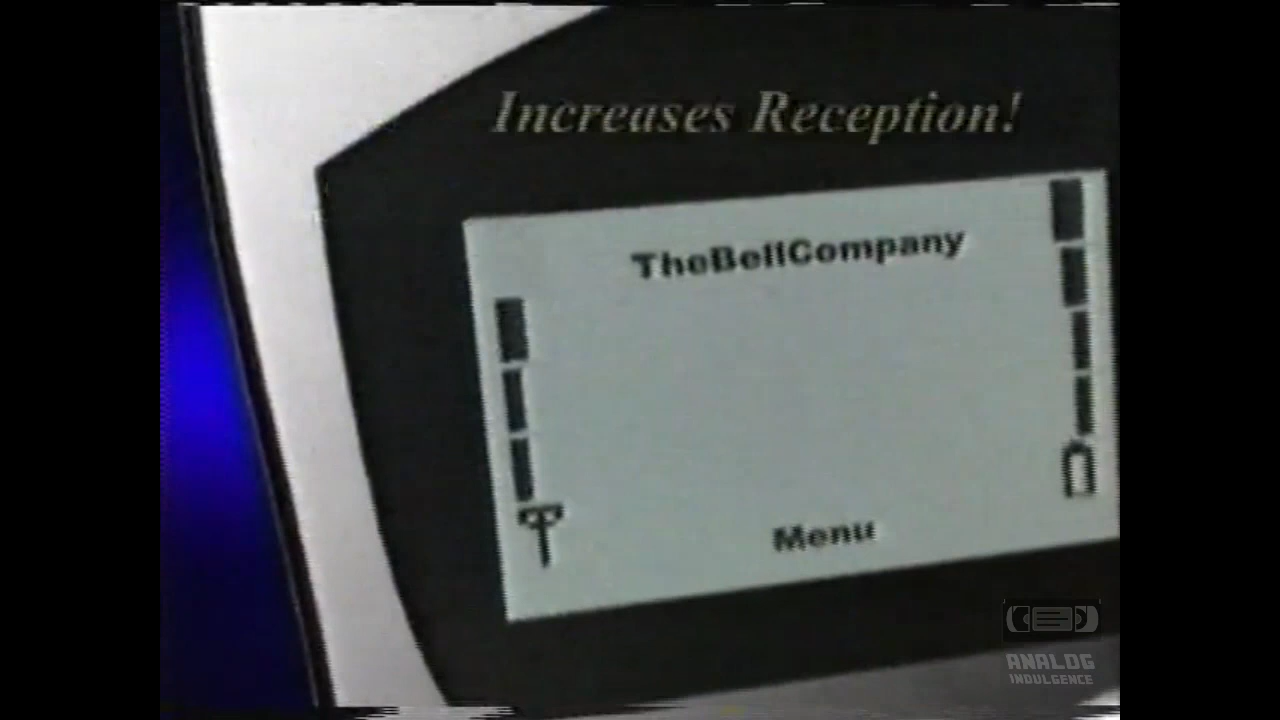 Increases Reception!
TheBellCompany
Menu
ANALOG
INDULGENCE